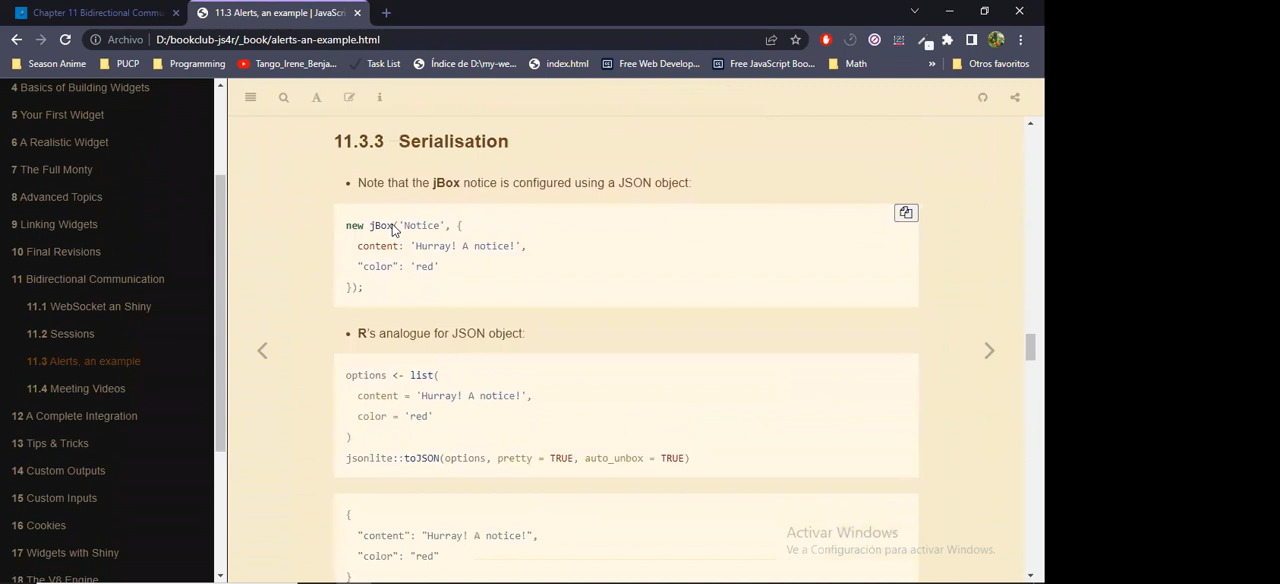 Chapter 11 Bidirectional Commu
11.3 Alerts, an example | JavaScri
Archivo
D:/bookclub-js4r/_book/alerts-an-example.html
Season Anime
PUCP
Programming
Tango_Irene_Benja...
Task List
Índice de D:\my-we...
index.html
Free Web Develop...
Free JavaScript Boo...
Math
»
Otros favoritos
4 Basics of Building Widgets
5 Your First Widget
6 A Realistic Widget
7 The Full Monty
8 Advanced Topics
9 Linking Widgets
10 Final Revisions
11 Bidirectional Communication
11.1 WebSocket an Shiny
11.2 Sessions
11.3 Alerts, an example
11.4 Meeting Videos
12 A Complete Integration
13 Tips & Tricks
14 Custom Outputs
15 Custom Inputs
16 Cookies
17 Widgets with Shiny
18 The V8 Engine
11.3.3 Serialisation
• Note that the jBox notice is configured using a JSON object:
new jBox('Notice', {
content: 'Hurray! A notice!',
"color": 'red'
});
• R's analogue for JSON object:
options <- list(
content = 'Hurray! A notice!',
color = 'red'
)
jsonlite::toJSON(options, pretty = TRUE, auto_unbox = TRUE)
{
"content": "Hurray! A notice!",
"color": "red"
}
Activar Windows
Ve a Configuración para activar Windows.